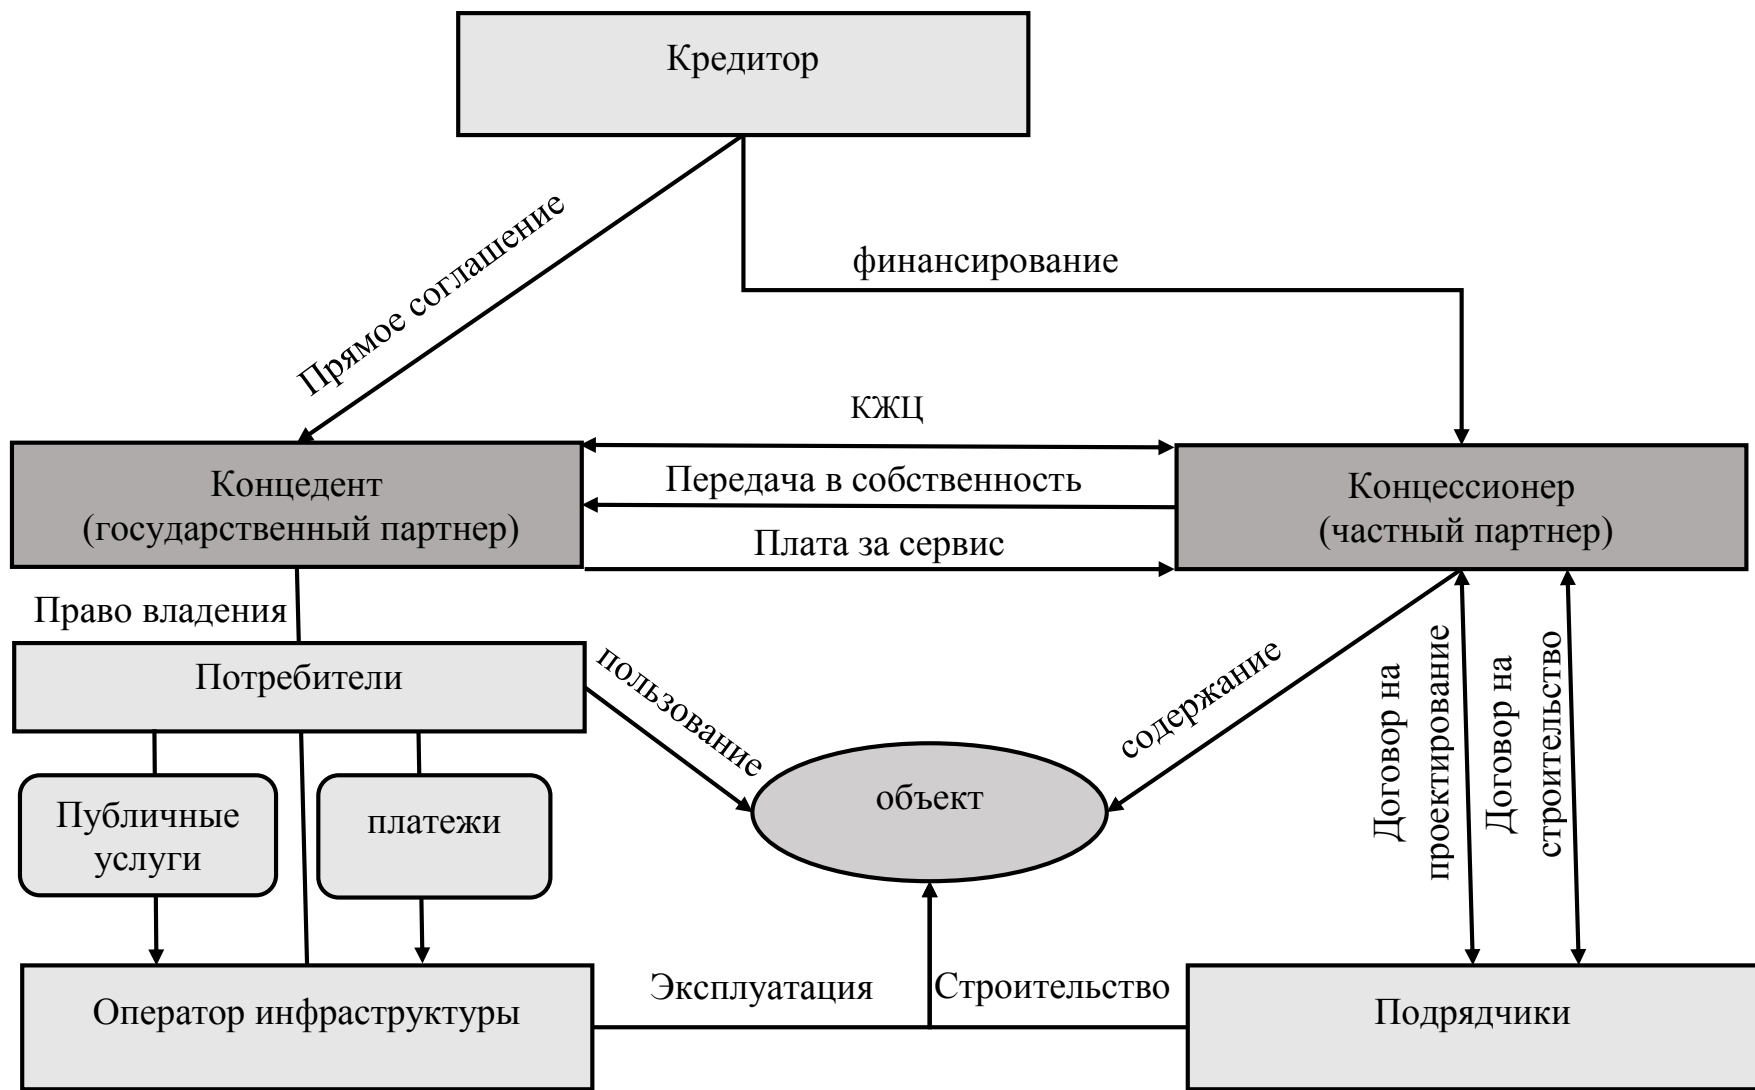 Кредитор
Прямое соглашение
финансирование
КЖЦ
Концедент
(государственный партнер)
Передача в собственность
Плата за сервис
Концессионер
(частный партнер)
Право владения
Потребители
пользование
содержание
Договор на
проектирование
Договор на
строительство
Публичные
услуги
платежи
объект
Оператор инфраструктуры
Эксплуатация
Строительство
Подрядчики